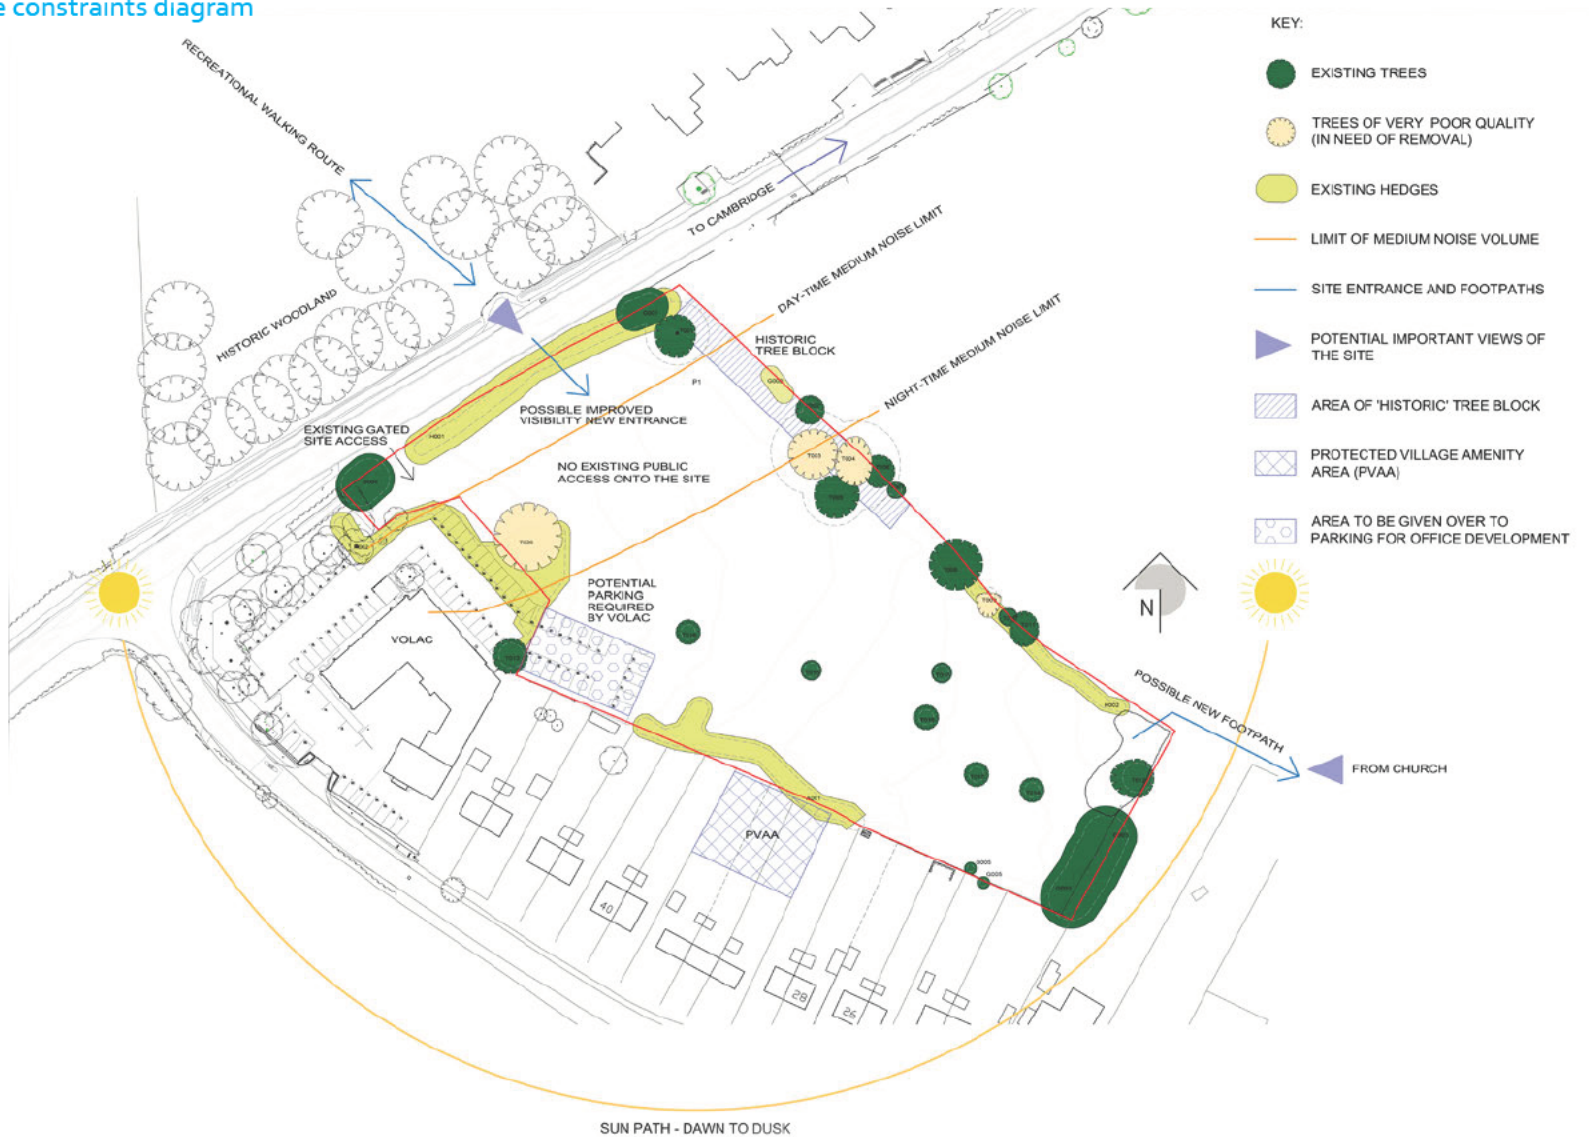 e constraints diagram
RECREATIONAL WALKING ROUTE
HISTORIC WOODLAND
TO CAMBRIDGE
DAY-TIME MEDIUM NOISE LIMIT
NIGHT-TIME MEDIUM NOISE LIMIT
HISTORIC
TREE BLOCK
P1
POSSIBLE IMPROVED
VISIBILITY NEW ENTRANCE
EXISTING GATED
SITE ACCESS
H001
NO EXISTING PUBLIC
ACCESS ONTO THE SITE
POTENTIAL
PARKING
REQUIRED
BY VOLAC
VOLAC
PVAA
40
28
26
G005
POSSIBLE NEW FOOTPATH
FROM CHURCH
N
SUN PATH - DAWN TO DUSK
KEY:
EXISTING TREES
TREES OF VERY POOR QUALITY
(IN NEED OF REMOVAL)
EXISTING HEDGES
LIMIT OF MEDIUM NOISE VOLUME
SITE ENTRANCE AND FOOTPATHS
POTENTIAL IMPORTANT VIEWS OF
THE SITE
AREA OF 'HISTORIC' TREE BLOCK
PROTECTED VILLAGE AMENITY
AREA (PVAA)
AREA TO BE GIVEN OVER TO
PARKING FOR OFFICE DEVELOPMENT